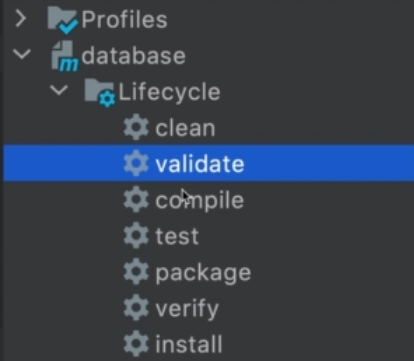 Profiles
database
Lifecycle
clean
validate
compile
test
package
verify
install